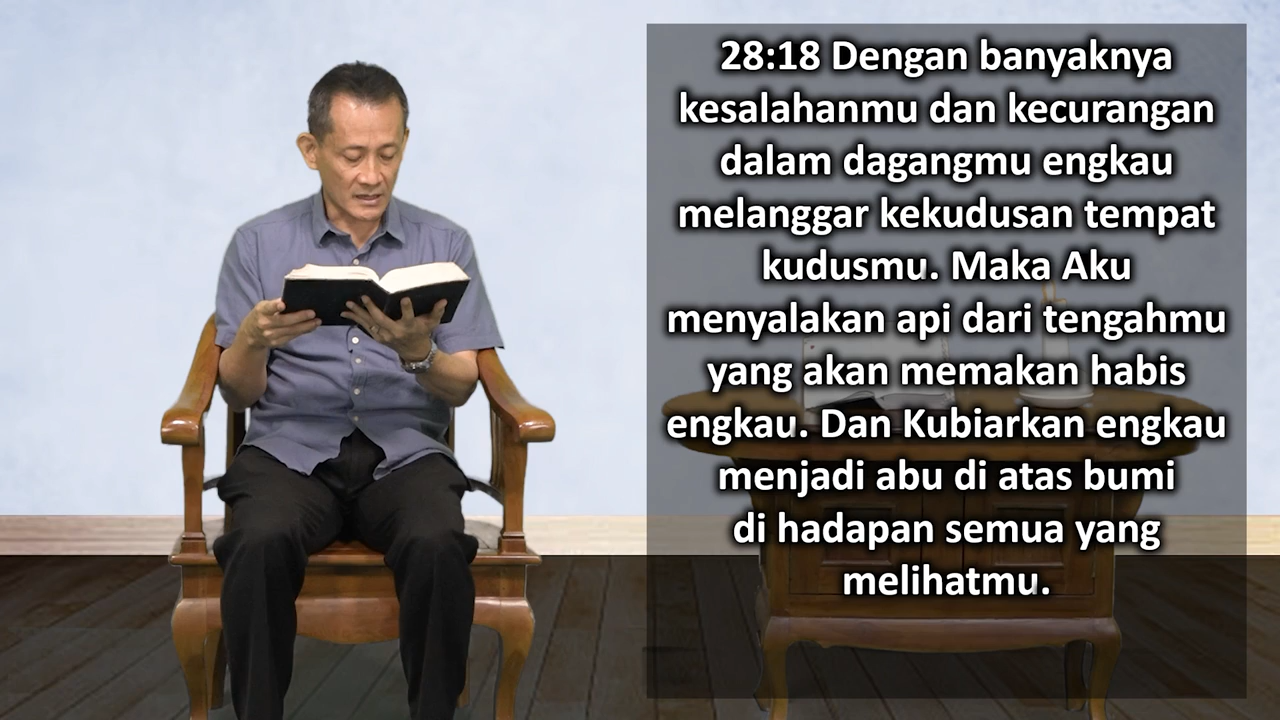 28:18 Dengan banyaknya
kesalahanmu dan kecurangan
dalam dagangmu engkau
melanggar kekudusan tempat
kudusmu. Maka Aku
menyalakan api dari tengahmu
yang akan memakan habis
engkau. Dan Kubiarkan engkau
menjadi abu di atas bumi
di hadapan semua yang
melihatmu.